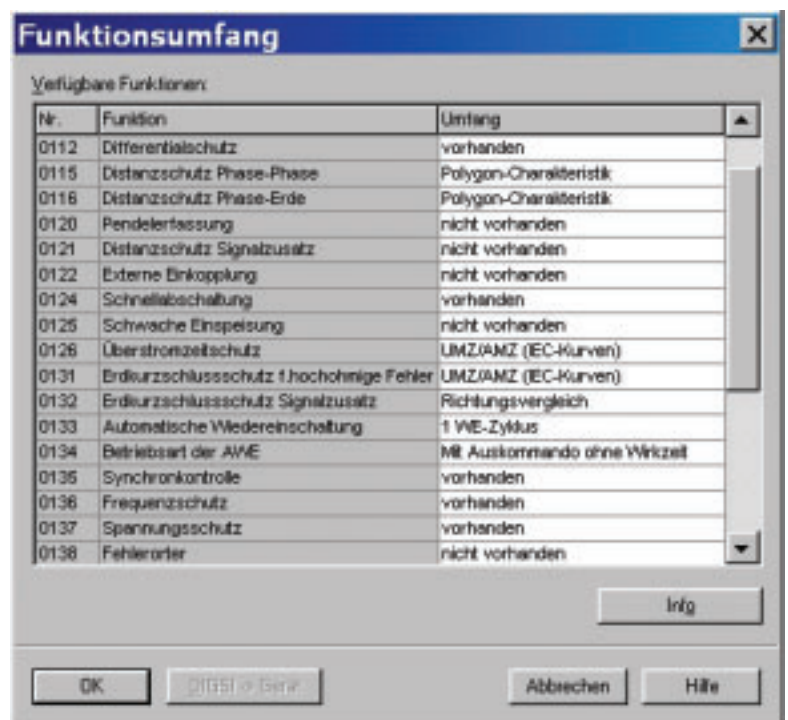 Funktionsumfang
Verfügbare Funktionen:
Nr. Funktion Umfang
0112 Differentialschutz vorhanden
0115 Distanzschutz Phase-Phase Polygon-Charakteristik
0116 Distanzschutz Phase-Erde Polygon-Charakteristik
0120 Pendelerfassung nicht vorhanden
0121 Distanzschutz Signalzusatz nicht vorhanden
0122 Externe Einkopplung nicht vorhanden
0124 Schnellabschaltung vorhanden
0125 Schwache Einspeisung nicht vorhanden
0126 Überstromzeitschutz UMZ/AMZ (IEC-Kurven)
0131 Erdkurzschlussschutz f.hochohmige Fehler UMZ/AMZ (IEC-Kurven)
0132 Erdkurzschlussschutz Signalzusatz Richtungsvergleich
0133 Automatische Wiedereinschaltung 1 WE-Zyklus
0134 Betriebsart der AWE Mit Auskommando ohne Wirkzeit
0135 Synchronkontrolle vorhanden
0136 Frequenzschutz vorhanden
0137 Spannungsschutz vorhanden
0138 Fehlerorter nicht vorhanden
Info
OK DIGSI -> Gerät Abbrechen Hilfe